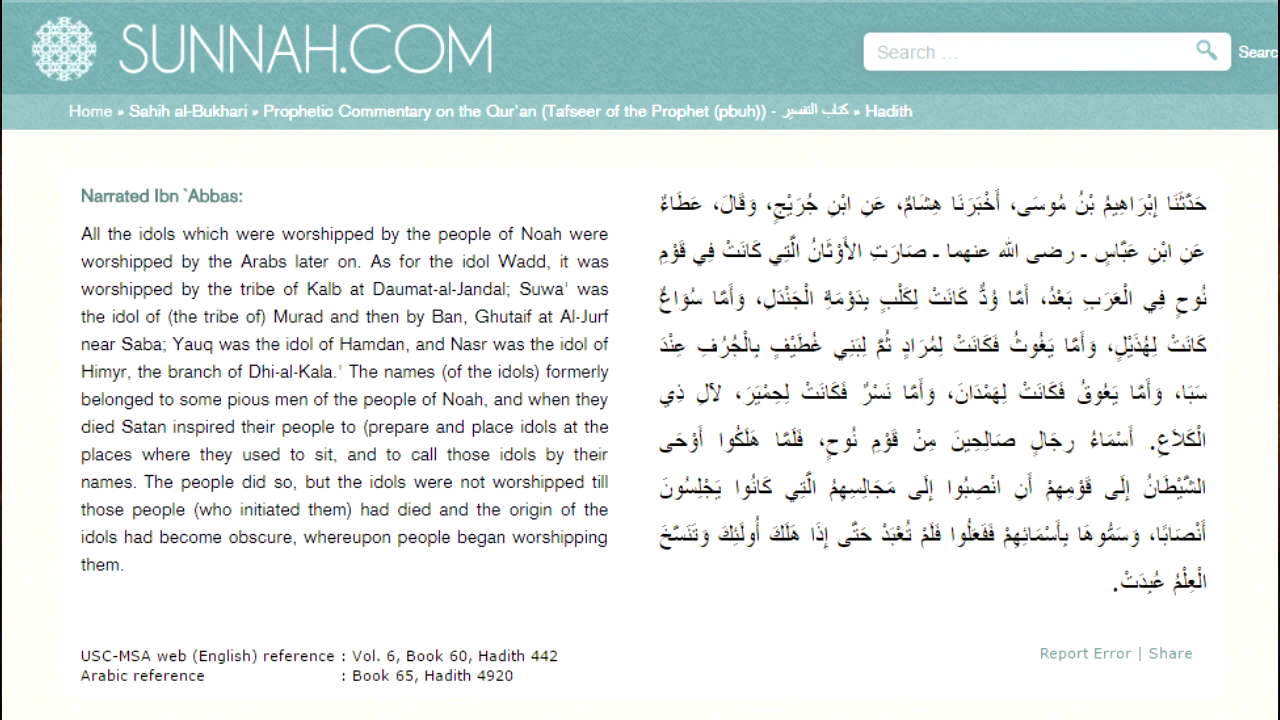 SUNNAH.COM
Search ...
Searc
Home » Sahih al-Bukhari » Prophetic Commentary on the Qur'an (Tafseer of the Prophet (pbuh)) - كتاب التفسير » Hadith
Narrated Ibn `Abbas:
All the idols which were worshipped by the people of Noah were
worshipped by the Arabs later on. As for the idol Wadd, it was
worshipped by the tribe of Kalb at Daumat-al-Jandal; Suwa' was
the idol of (the tribe of) Murad and then by Ban, Ghutaif at Al-Jurf
near Saba; Yauq was the idol of Hamdan, and Nasr was the idol of
Himyr, the branch of Dhi-al-Kala.' The names (of the idols) formerly
belonged to some pious men of the people of Noah, and when they
died Satan inspired their people to (prepare and place idols at the
places where they used to sit, and to call those idols by their
names. The people did so, but the idols were not worshipped till
those people (who initiated them) had died and the origin of the
idols had become obscure, whereupon people began worshipping
them.
حَدَّثَنَا إِبْرَاهِيمُ بْنُ مُوسَى، أَخْبَرَنَا هِشَامٌ، عَنِ ابْنِ جُرَيْجٍ، وَقَالَ، عَطَاءٌ
عَنِ ابْنِ عَبَّاسٍ ـ رضى الله عنهما ـ صَارَتِ الأَوْثَانُ الَّتِي كَانَتْ فِي قَوْمِ
نُوحٍ فِي الْعَرَبِ بَعْدُ، أَمَّا وُدٌّ كَانَتْ لِكَلْبٍ بِدَوْمَةِ الْجَنْدَلِ، وَأَمَّا سُوَاعٌ
كَانَتْ لِهُذَيْلٍ، وَأَمَّا يَغُوثُ فَكَانَتْ لِمُرَادٍ ثُمَّ لِبَنِي غُطَيْفٍ بِالْجُرُفِ عِنْدَ
سَبَا، وَأَمَّا يَعُوقُ فَكَانَتْ لِهَمْدَانَ، وَأَمَّا نَسْرٌ فَكَانَتْ لِحِمْيَرَ، لآلِ ذِي
الْكَلاَعِ. أَسْمَاءُ رِجَالٍ صَالِحِينَ مِنْ قَوْمِ نُوحٍ، فَلَمَّا هَلَكُوا أَوْحَى
الشَّيْطَانُ إِلَى قَوْمِهِمْ أَنِ انْصِبُوا إِلَى مَجَالِسِهِمُ الَّتِي كَانُوا يَجْلِسُونَ
أَنْصَابًا، وَسَمُّوهَا بِأَسْمَائِهِمْ فَفَعَلُوا فَلَمْ تُعْبَدْ حَتَّى إِذَا هَلَكَ أُولَئِكَ وَتَنَسَّخَ
الْعِلْمُ عُبِدَتْ.
USC-MSA web (English) reference : Vol. 6, Book 60, Hadith 442
Arabic reference : Book 65, Hadith 4920
Report Error | Share